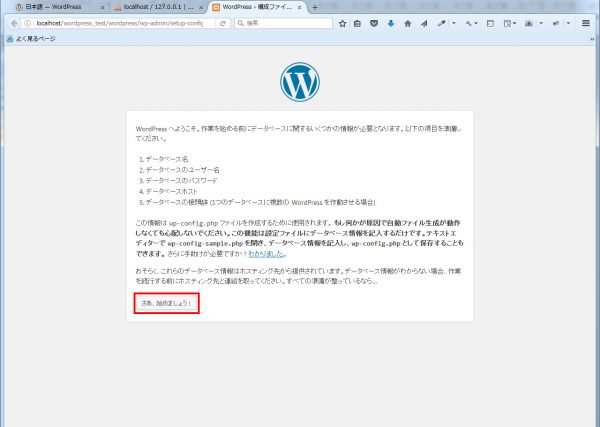 日本語 — WordPress
localhost / 127.0.0.1 | ...
WordPress › 構成ファイ...
localhost/wordpress_test/wordpress/wp-admin/setup-config
検索
よく見るページ
WordPress へようこそ。作業を始める前にデータベースに関するいくつかの情報が必要となります。以下の項目を準備し
てください。
1. データベース名
2. データベースのユーザー名
3. データベースのパスワード
4. データベースホスト
5. データベースの接頭辞 (1つのデータベースに複数の WordPress を作動させる場合)
この情報は wp-config.php ファイルを作成するために使用されます。もし何かが原因で自動ファイル生成が動作
しなくても心配しないでください。この機能は設定ファイルにデータベース情報を記入するだけです。テキストエ
ディターで wp-config-sample.php を開き、データベース情報を記入し、wp-config.php として保存することも
できます。さらに手助けが必要ですか ? わかりました。
おそらく、これらのデータベース情報はホスティング先から提供されています。データベース情報がわからない場合、作業
を続行する前にホスティング先と連絡を取ってください。すべての準備が整っているなら…
さあ、始めましょう !